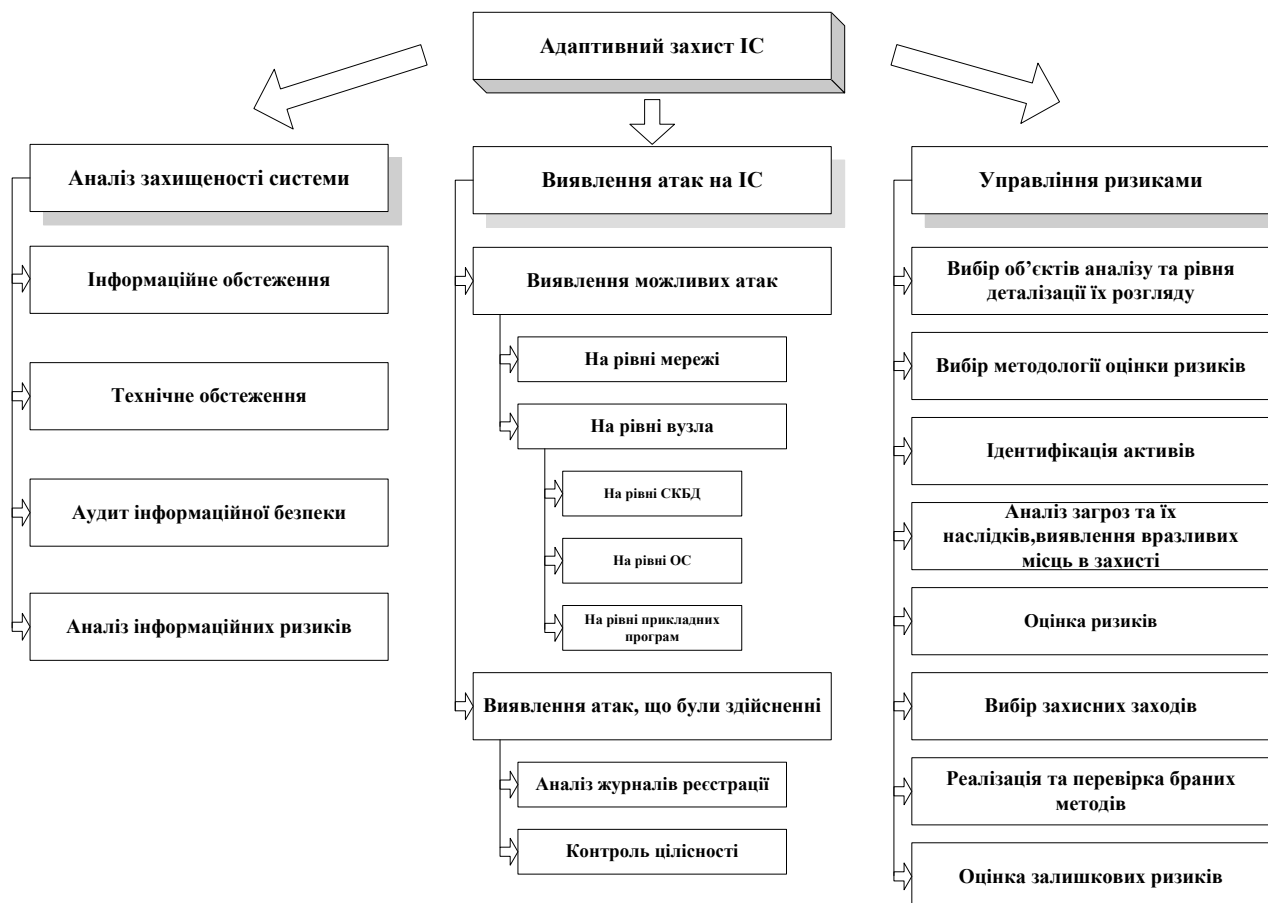 Адаптивний захист ІС
Аналіз захищеності системи
Інформаційне обстеження
Технічне обстеження
Аудит інформаційної безпеки
Аналіз інформаційних ризиків
Виявлення атак на ІС
Виявлення можливих атак
На рівні мережі
На рівні вузла
На рівні СКБД
На рівні ОС
На рівні прикладних
програм
Виявлення атак, що були здійсненні
Аналіз журналів реєстрації
Контроль цілісності
Управління ризиками
Вибір об’єктів аналізу та рівня
деталізації їх розгляду
Вибір методології оцінки ризиків
Ідентифікація активів
Аналіз загроз та їх
наслідків,виявлення вразливих
місць в захисті
Оцінка ризиків
Вибір захисних заходів
Реалізація та перевірка браних
методів
Оцінка залишкових ризиків